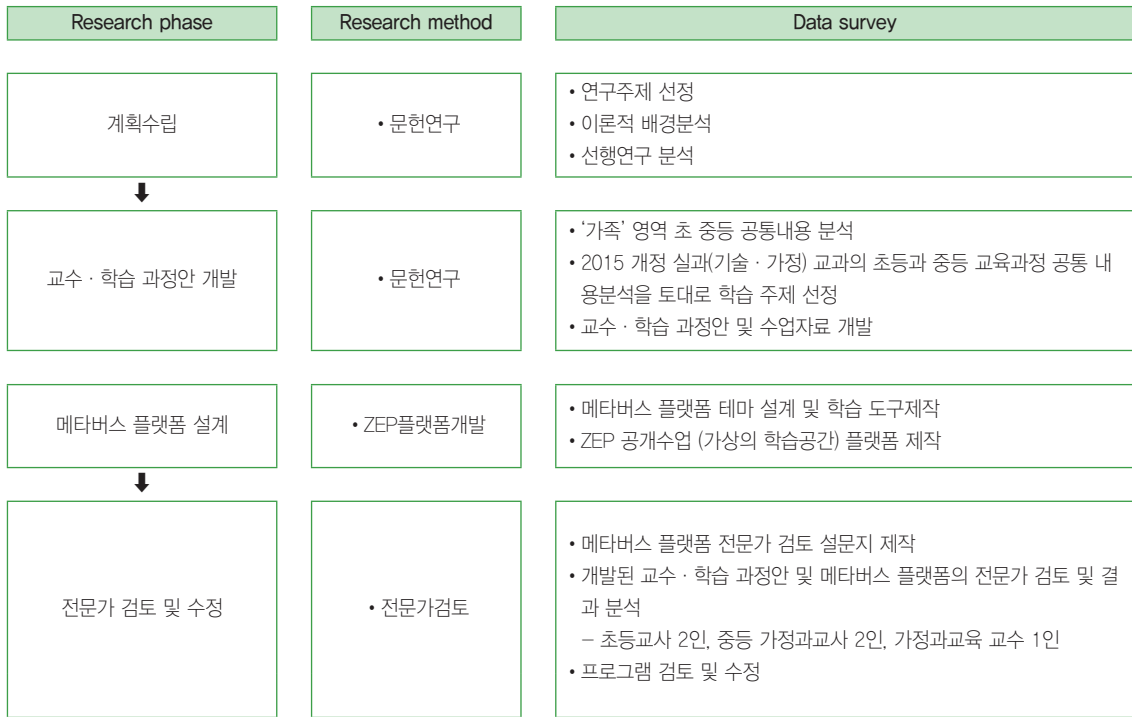 Research phase
Research method
Data survey
계획수립
• 문헌연구
• 연구주제 선정
• 이론적 배경분석
• 선행연구 분석
교수 · 학습 과정안 개발
• 문헌연구
• ‘가족’ 영역 초 중등 공통내용 분석
• 2015 개정 실과(기술 · 가정) 교과의 초등과 중등 교육과정 공통 내
용분석을 토대로 학습 주제 선정
• 교수 · 학습 과정안 및 수업자료 개발
메타버스 플랫폼 설계
• ZEP플랫폼개발
• 메타버스 플랫폼 테마 설계 및 학습 도구제작
• ZEP 공개수업 (가상의 학습공간) 플랫폼 제작
전문가 검토 및 수정
• 전문가검토
• 메타버스 플랫폼 전문가 검토 설문지 제작
• 개발된 교수 · 학습 과정안 및 메타버스 플랫폼의 전문가 검토 및 결
과 분석
– 초등교사 2인, 중등 가정과교사 2인, 가정과교육 교수 1인
• 프로그램 검토 및 수정